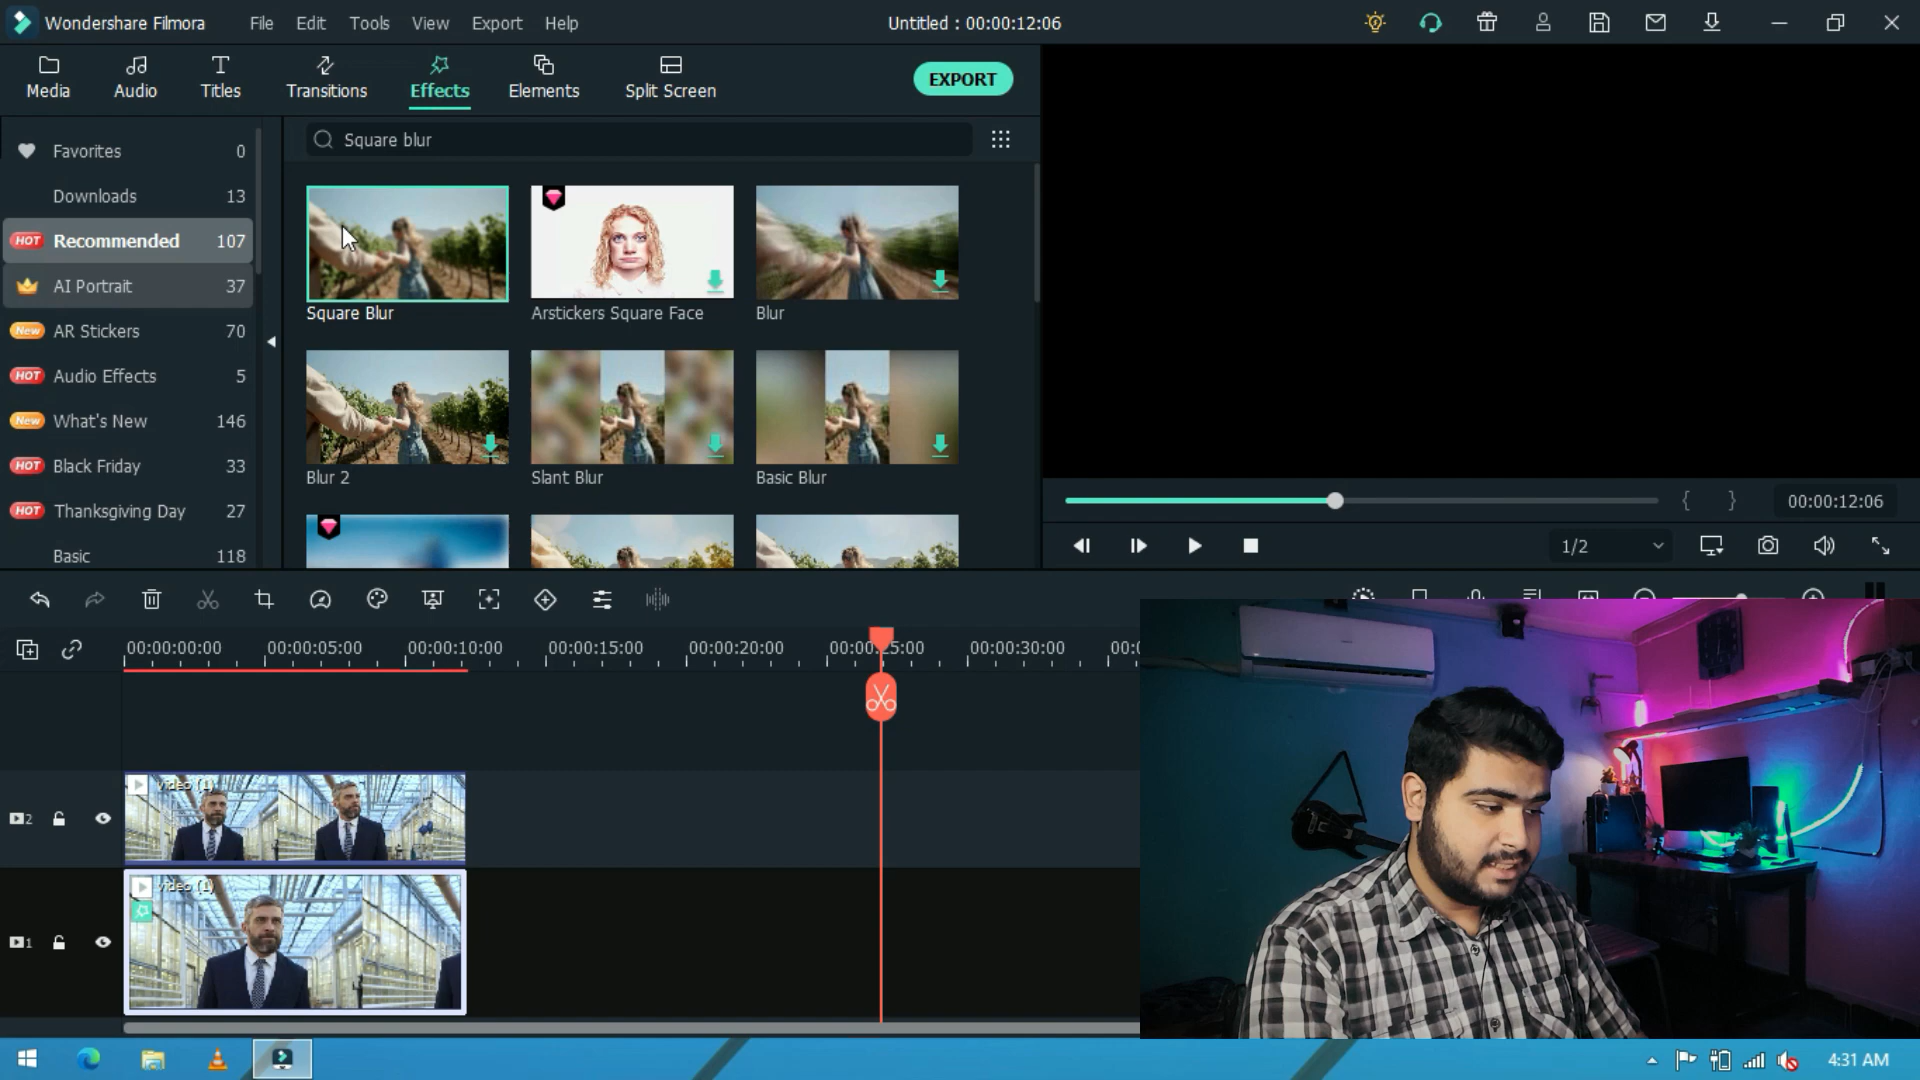 Wondershare Filmora File Edit Tools View Export Help Untitled : 00:00:12:06
Media Audio Titles Transitions Effects Elements Split Screen EXPORT
Square blur
Favorites 0
Downloads 13
HOT Recommended 107
AI Portrait 37
New AR Stickers 70
HOT Audio Effects 5
New What's New 146
HOT Black Friday 33
HOT Thanksgiving Day 27
Basic 118
Square Blur Arstickers Square Face Blur
Blur 2 Slant Blur Basic Blur
{ } 00:00:12:06
1/2
00:00:00:00 00:00:05:00 00:00:10:00 00:00:15:00 00:00:20:00 00:00:25:00 00:00:30:00
video (1)
2
video (1)
1
4:31 AM